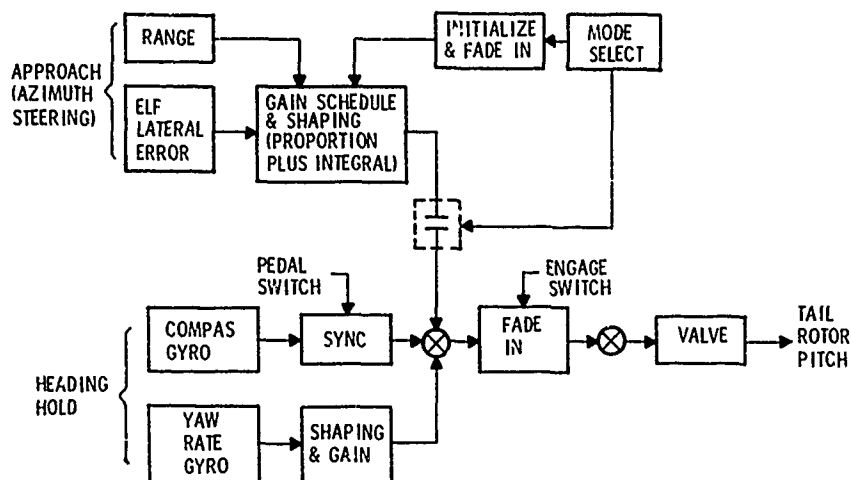 RANGE
INITIALIZE
& FADE IN
MODE
SELECT
APPROACH
(AZIMUTH
STEERING)
ELF
LATERAL
ERROR
GAIN SCHEDULE
& SHAPING
(PROPORTION
PLUS INTEGRAL)
PEDAL
SWITCH
ENGAGE
SWITCH
COMPAS
GYRO
SYNC
FADE
IN
VALVE
TAIL
ROTOR
PITCH
HEADING
HOLD
YAW
RATE
GYRO
SHAPING
& GAIN